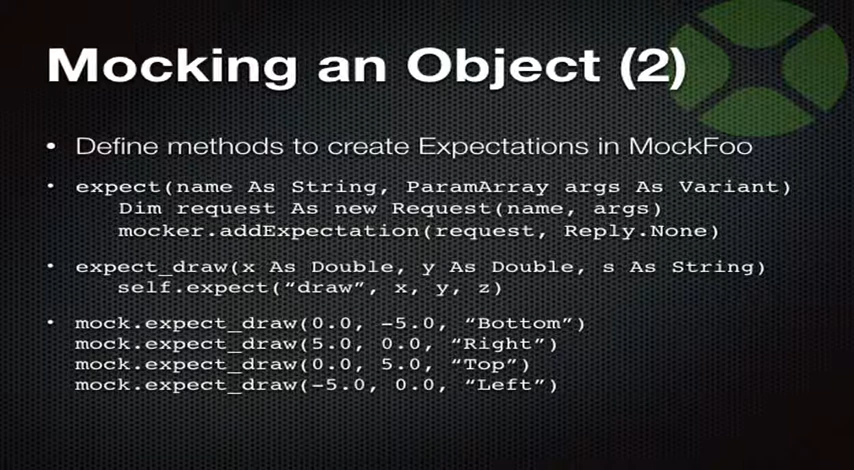 Mocking an Object (2)
• Define methods to create Expectations in MockFoo
• expect(name As String, ParamArray args As Variant)
Dim request As new Request(name, args)
mocker.addExpectation(request, Reply.None)
• expect_draw(x As Double, y As Double, s As String)
self.expect(“draw”, x, y, z)
• mock.expect_draw(0.0, -5.0, “Bottom”)
mock.expect_draw(5.0, 0.0, “Right”)
mock.expect_draw(0.0, 5.0, “Top”)
mock.expect_draw(-5.0, 0.0, “Left”)